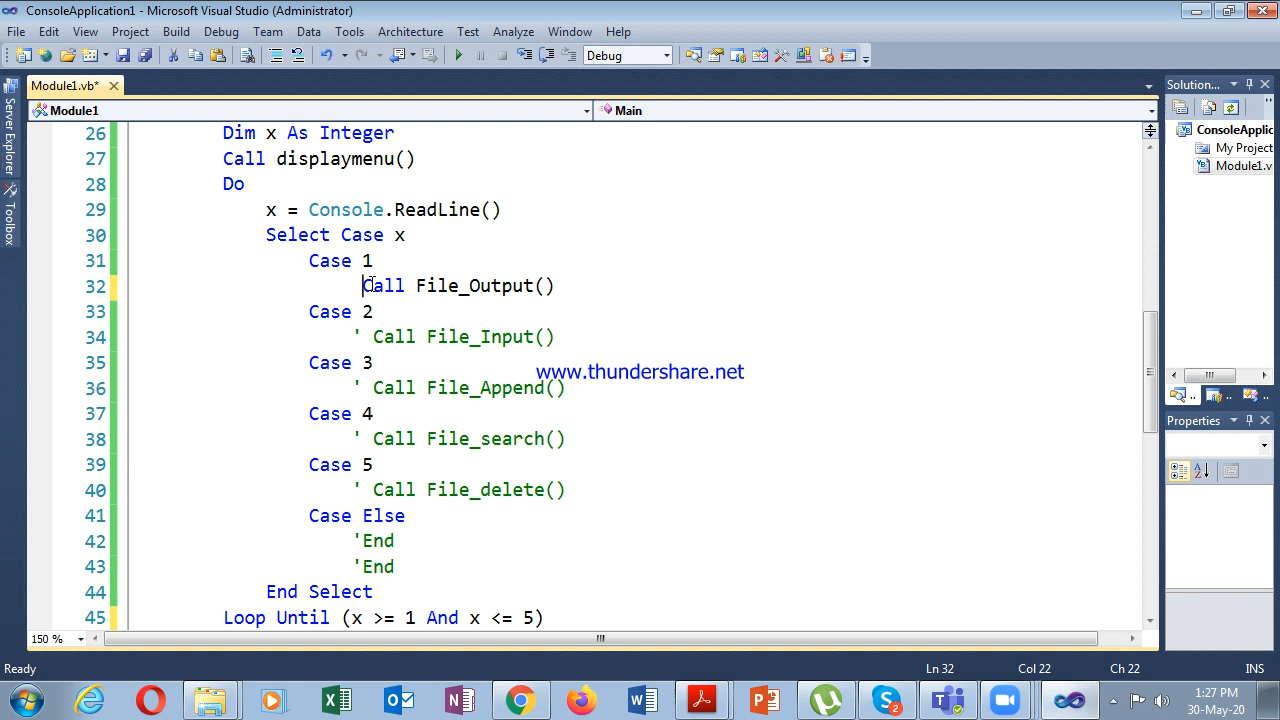 ConsoleApplication1 - Microsoft Visual Studio (Administrator)
File Edit View Project Build Debug Team Data Tools Architecture Test Analyze Window Help
Debug
Server Explorer
Toolbox
Module1.vb*
Module1
Main
26 Dim x As Integer
27 Call displaymenu()
28 Do
29 x = Console.ReadLine()
30 Select Case x
31 Case 1
32 Call File_Output()
33 Case 2
34 ' Call File_Input()
35 Case 3
36 ' Call File_Append()
37 Case 4
38 ' Call File_search()
39 Case 5
40 ' Call File_delete()
41 Case Else
42 'End
43 'End
44 End Select
45 Loop Until (x >= 1 And x <= 5)
www.thundershare.net
150 %
Solution...
ConsoleApplic
My Project
Module1.v
Properties
Ready
Ln 32
Col 22
Ch 22
INS
1:27 PM
30-May-20